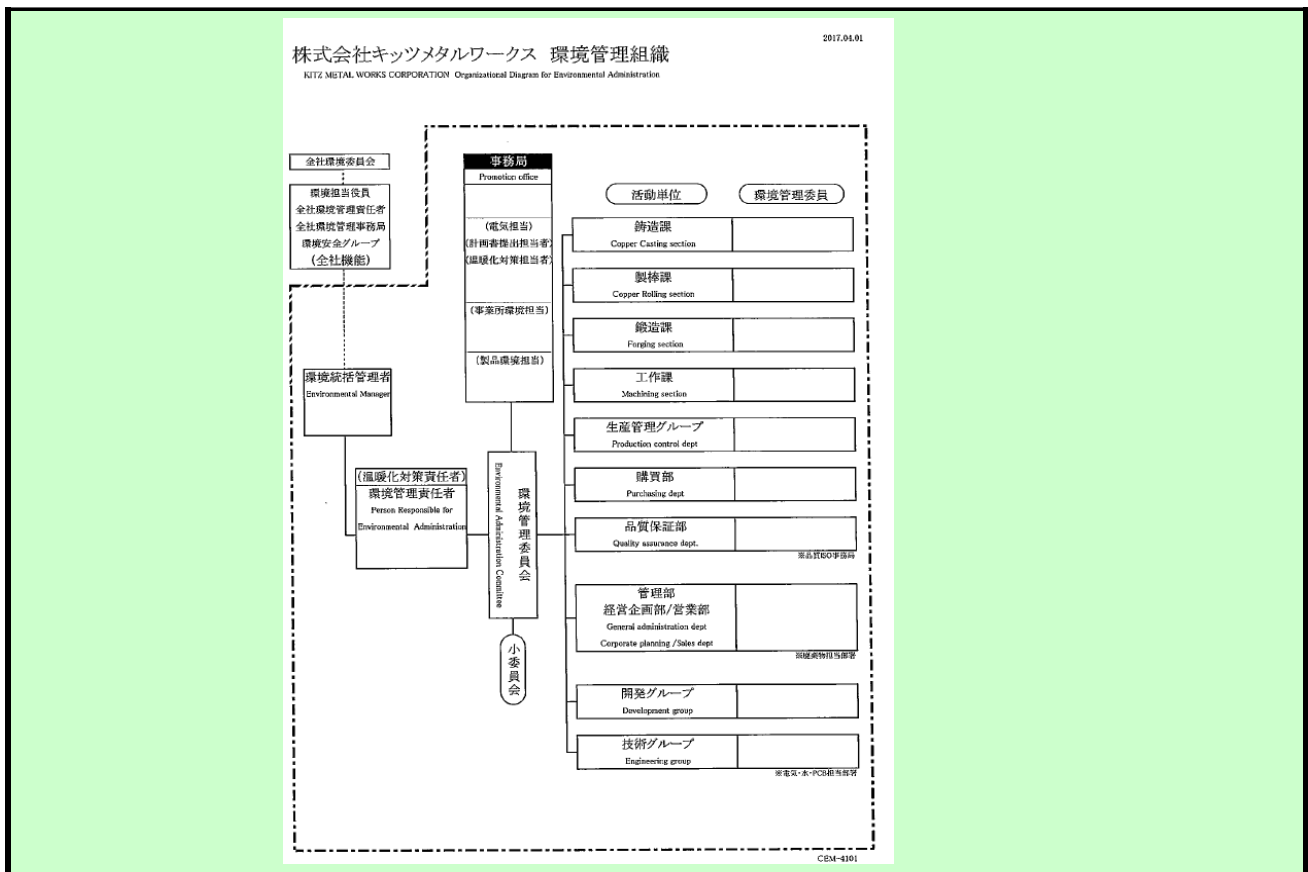 2017.04.01
株式会社キッツメタルワークス 環境管理組織
KITZ METAL WORKS CORPORATION Organizational Diagram for Environmental Administration
全社環境委員会
環境担当役員
全社環境管理責任者
全社環境管理事務局
環境安全グループ
(全社機能)
環境統括管理者
Environmental Manager
(温暖化対策責任者)
環境管理責任者
Person Responsible for
Environmental Administration
事務局
Promotion office
(電気担当)
(計画書提出担当者)
(温暖化対策担当者)
(事業所環境担当)
(製品環境担当)
環境管理委員会
Environmental Administration Committee
小委員会
活動単位
環境管理委員
鋳造課
Copper Casting section
製棒課
Copper Rolling section
鍛造課
Forging section
工作課
Machining section
生産管理グループ
Production control dept
購買部
Purchasing dept
品質保証部
Quality assurance dept.
※品質ISO事務局
管理部
経営企画部/営業部
General administration dept
Corporate planning /Sales dept
※廃棄物担当部署
開発グループ
Development group
技術グループ
Engineering group
※電気・水・PCB担当部署
CEM-4101